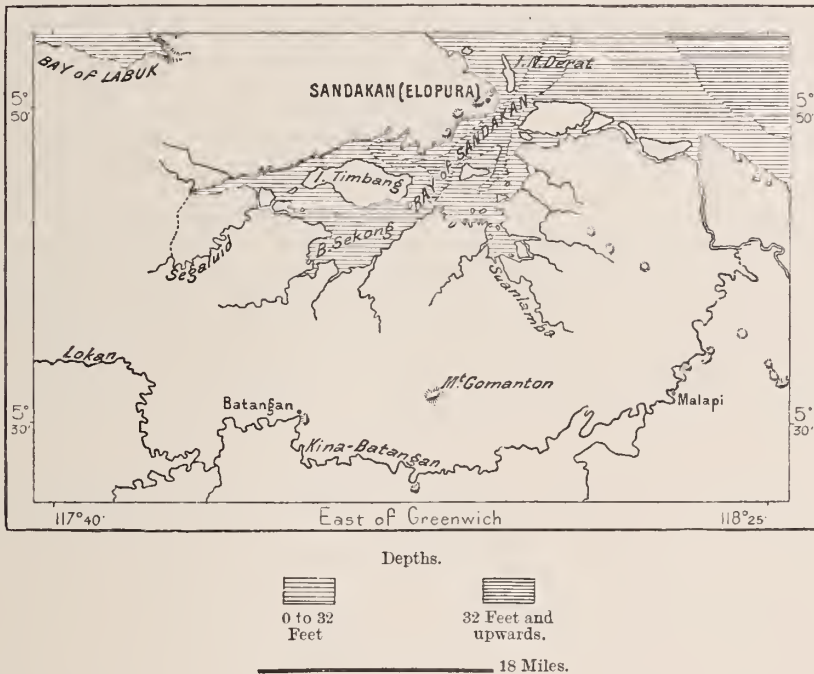 BAY OF LABUK
I.N. Derat
SANDAKAN (ELOPURA)
5°
50'
5°
50'
BAY OF SANDAKAN
I. Timbang
B. Sekong
Segaluid
Suanlamba
Lokan
Mt Gomanton
Batangan
Malapi
5°
30'
5°
30'
Kina-Batangan
117°40'
East of Greenwich
118°25'
Depths.
0 to 32
Feet
32 Feet and
upwards.
18 Miles.